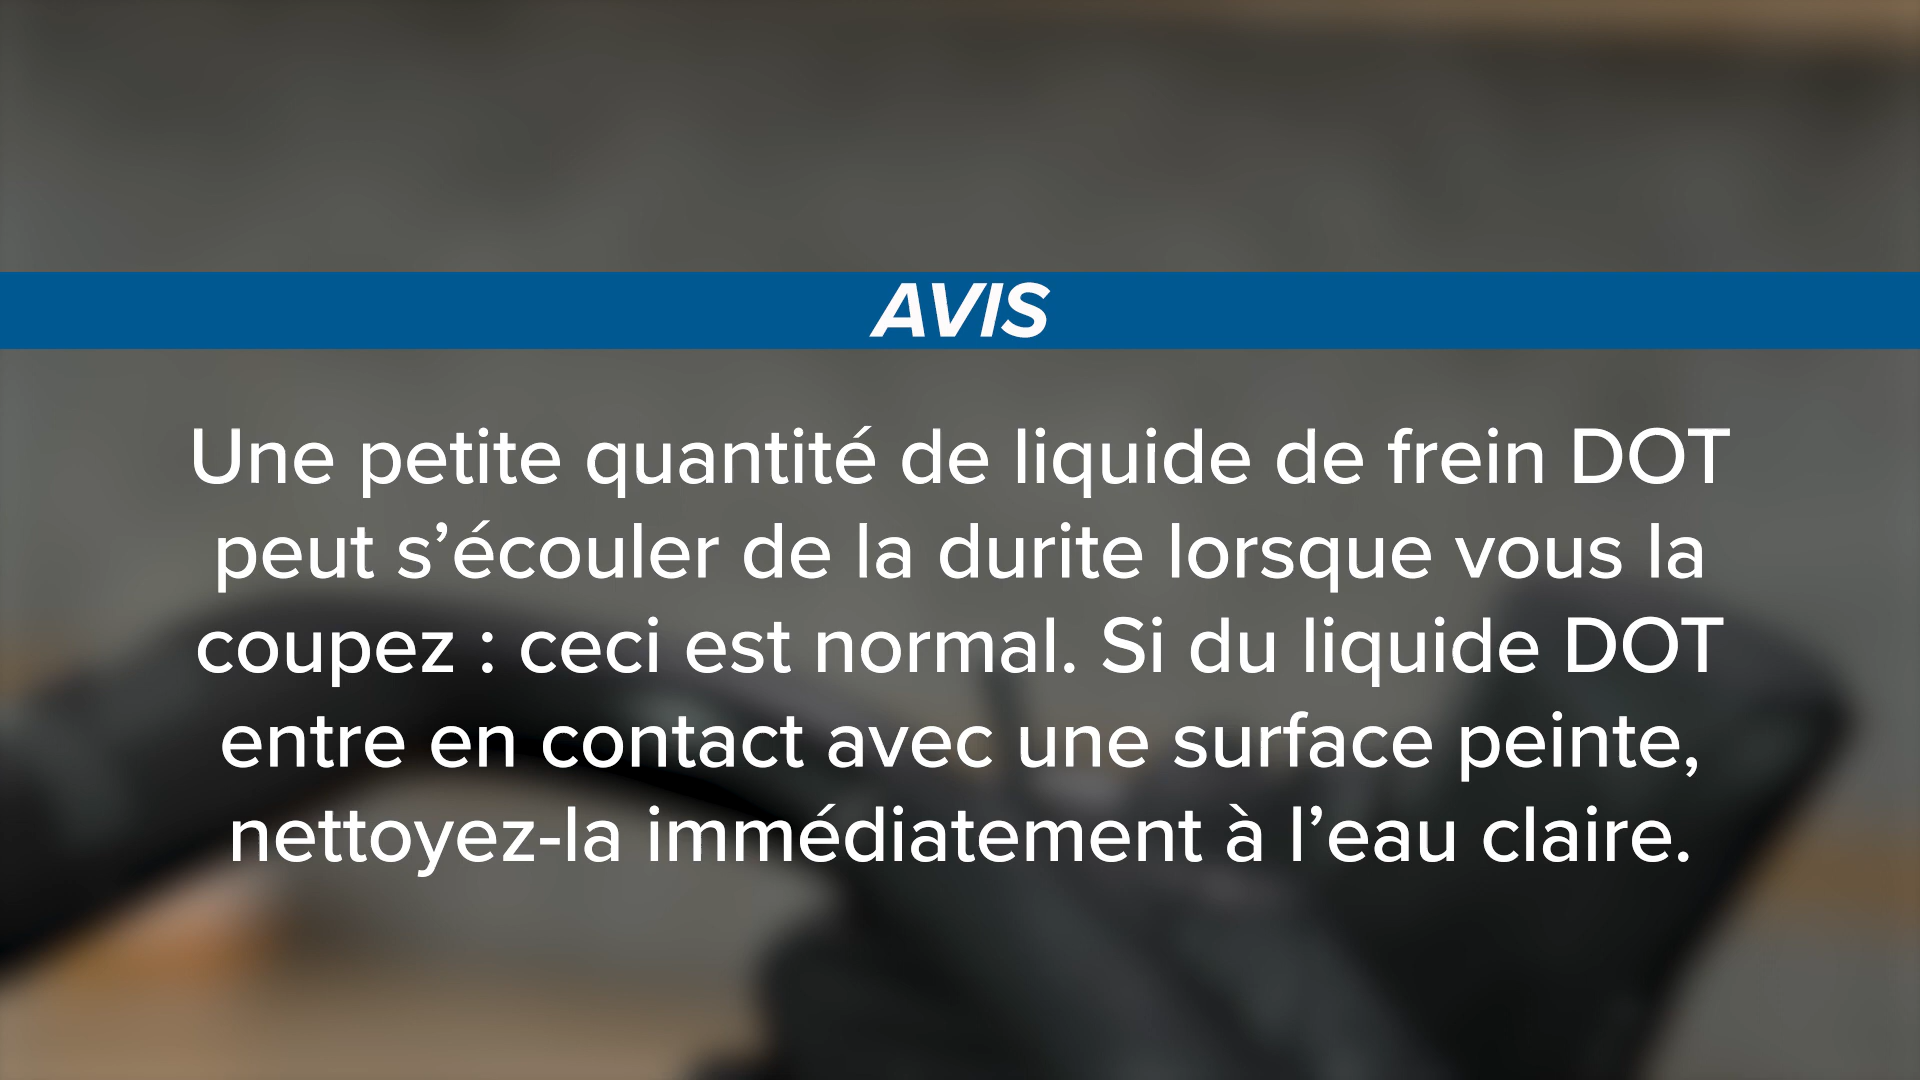 AVIS
Une petite quantité de liquide de frein DOT
peut s’écouler de la durite lorsque vous la
coupez : ceci est normal. Si du liquide DOT
entre en contact avec une surface peinte,
nettoyez-la immédiatement à l’eau claire.